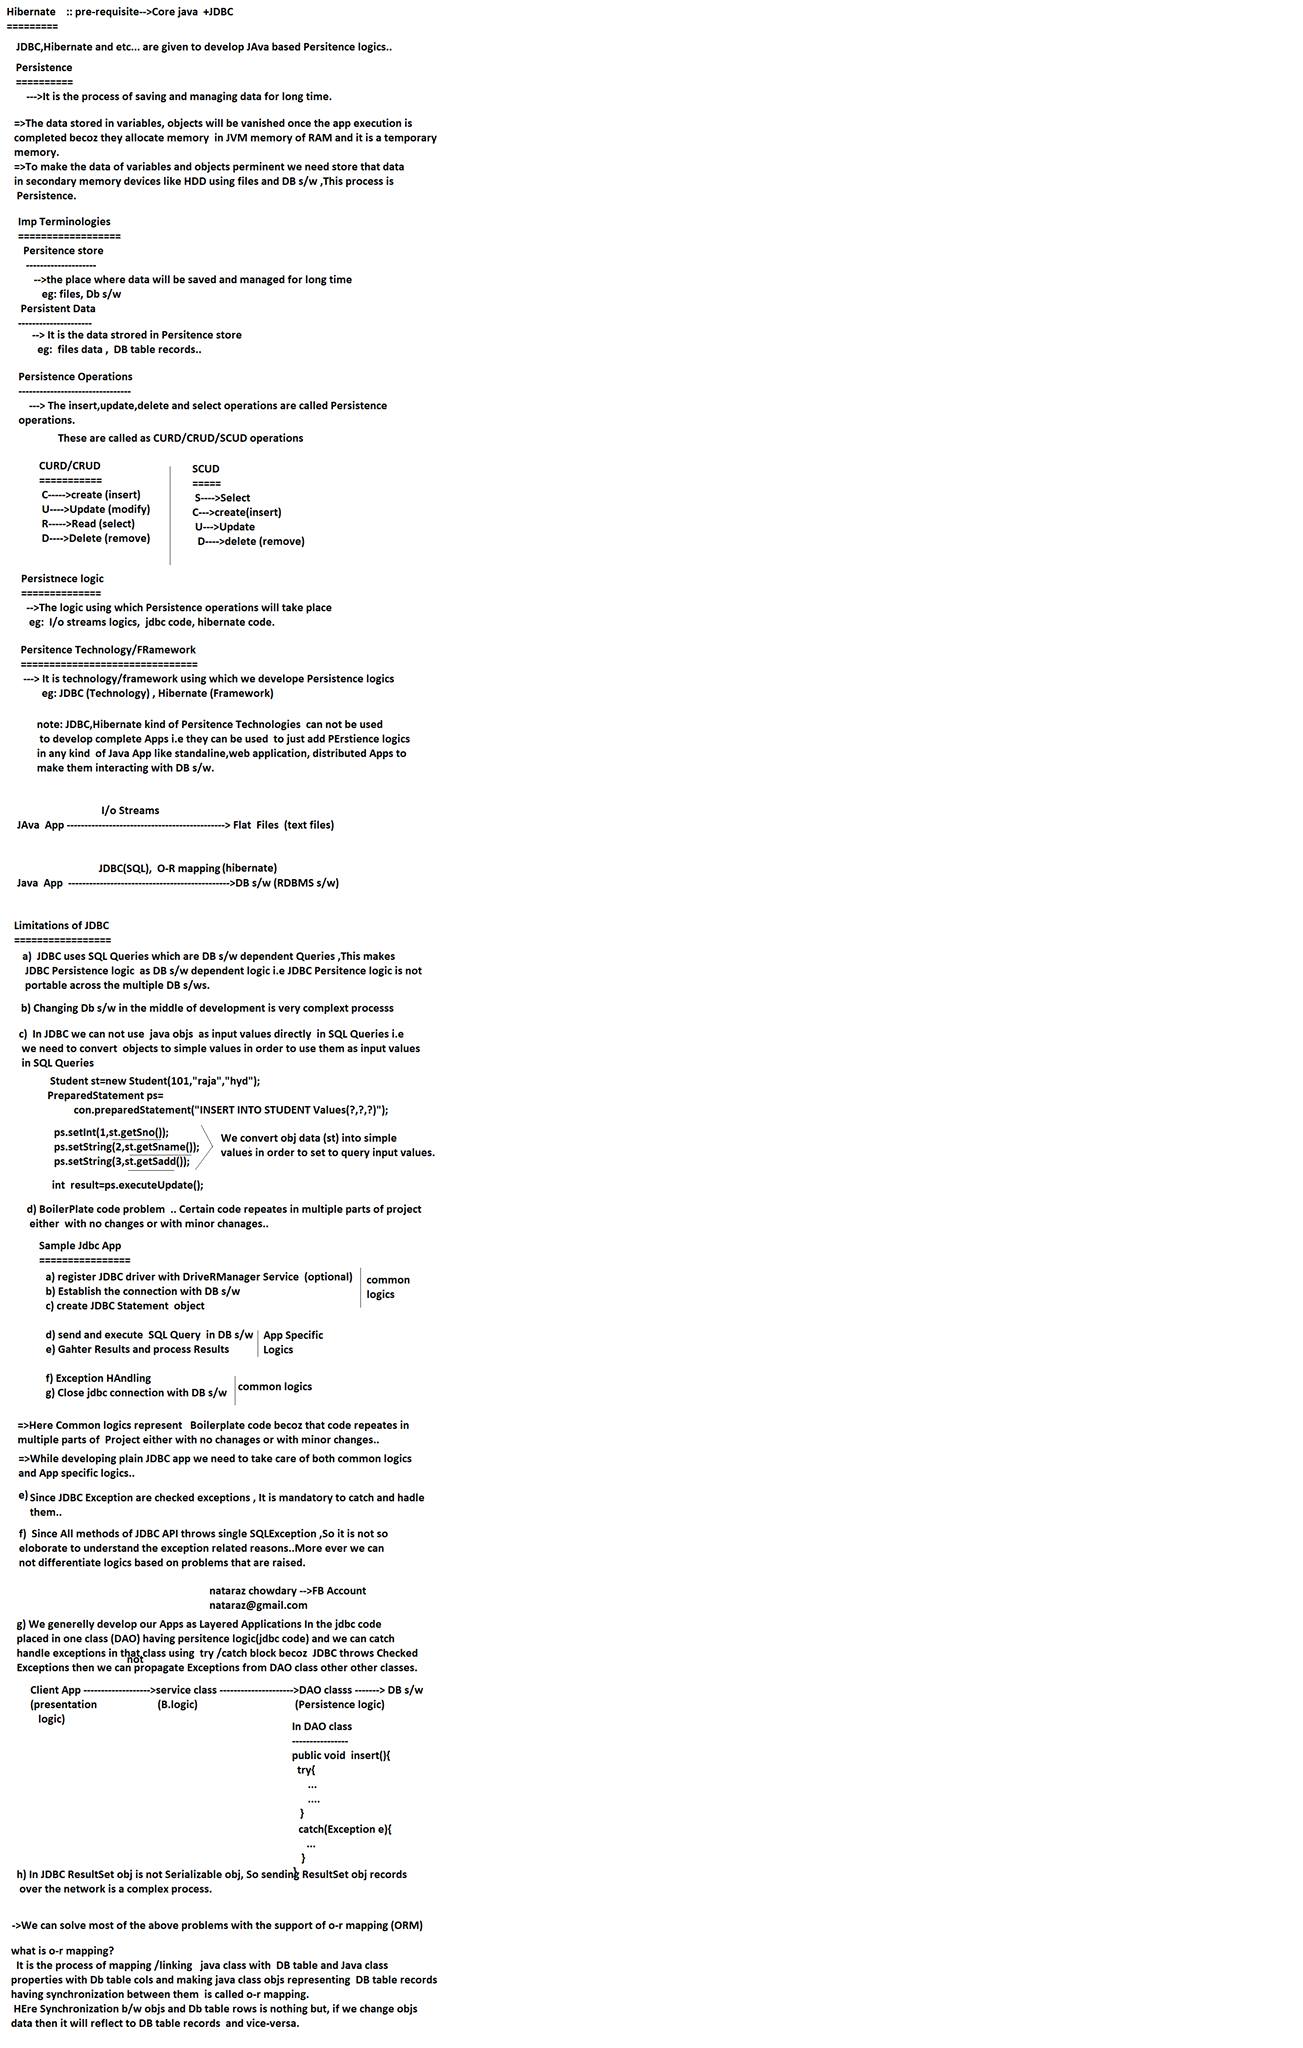 Hibernate :: pre-requisite-->Core java +JDBC
=========
JDBC,Hibernate and etc... are given to develop JAva based Persitence logics..
Persistence
==========
--->It is the process of saving and managing data for long time.
=>The data stored in variables, objects will be vanished once the app execution is
completed becoz they allocate memory in JVM memory of RAM and it is a temporary
memory.
=>To make the data of variables and objects perminent we need store that data
in secondary memory devices like HDD using files and DB s/w ,This process is
Persistence.
Imp Terminologies
==================
Persitence store
--------------------
-->the place where data will be saved and managed for long time
eg: files, Db s/w
Persistent Data
---------------------
--> It is the data strored in Persitence store
eg: files data , DB table records..
Persistence Operations
--------------------------------
---> The insert,update,delete and select operations are called Persistence
operations.
These are called as CURD/CRUD/SCUD operations
CURD/CRUD
===========
C----->create (insert)
U---->Update (modify)
R----->Read (select)
D---->Delete (remove)
SCUD
=====
S---->Select
C--->create(insert)
U--->Update
D---->delete (remove)
Persistnece logic
==============
-->The logic using which Persistence operations will take place
eg: I/o streams logics, jdbc code, hibernate code.
Persitence Technology/FRamework
===============================
---> It is technology/framework using which we develope Persistence logics
eg: JDBC (Technology) , Hibernate (Framework)
note: JDBC,Hibernate kind of Persitence Technologies can not be used
to develop complete Apps i.e they can be used to just add PErstience logics
in any kind of Java App like standaline,web application, distributed Apps to
make them interacting with DB s/w.
I/o Streams
JAva App ---------------------------------------------> Flat Files (text files)
JDBC(SQL), O-R mapping (hibernate)
Java App ---------------------------------------------->DB s/w (RDBMS s/w)
Limitations of JDBC
=================
a) JDBC uses SQL Queries which are DB s/w dependent Queries ,This makes
JDBC Persistence logic as DB s/w dependent logic i.e JDBC Persitence logic is not
portable across the multiple DB s/ws.
b) Changing Db s/w in the middle of development is very complext processs
c) In JDBC we can not use java objs as input values directly in SQL Queries i.e
we need to convert objects to simple values in order to use them as input values
in SQL Queries
Student st=new Student(101,"raja","hyd");
PreparedStatement ps=
con.preparedStatement("INSERT INTO STUDENT Values(?,?,?)");
ps.setInt(1,st.getSno());
ps.setString(2,st.getSname());
ps.setString(3,st.getSadd());
We convert obj data (st) into simple
values in order to set to query input values.
int result=ps.executeUpdate();
d) BoilerPlate code problem .. Certain code repeates in multiple parts of project
either with no changes or with minor chanages..
Sample Jdbc App
================
a) register JDBC driver with DriveRManager Service (optional)
b) Establish the connection with DB s/w
c) create JDBC Statement object
common
logics
d) send and execute SQL Query in DB s/w
e) Gahter Results and process Results
App Specific
Logics
f) Exception HAndling
g) Close jdbc connection with DB s/w
common logics
=>Here Common logics represent Boilerplate code becoz that code repeates in
multiple parts of Project either with no chanages or with minor changes..
=>While developing plain JDBC app we need to take care of both common logics
and App specific logics..
e) Since JDBC Exception are checked exceptions , It is mandatory to catch and hadle
them..
f) Since All methods of JDBC API throws single SQLException ,So it is not so
eloborate to understand the exception related reasons..More ever we can
not differentiate logics based on problems that are raised.
nataraz chowdary -->FB Account
nataraz@gmail.com
g) We generelly develop our Apps as Layered Applications In the jdbc code
placed in one class (DAO) having persitence logic(jdbc code) and we can catch
handle exceptions in that class using try /catch block becoz JDBC throws Checked
not
Exceptions then we can propagate Exceptions from DAO class other other classes.
Client App ------------------->service class --------------------->DAO classs -------> DB s/w
(presentation (B.logic) (Persistence logic)
logic)
In DAO class
----------------
public void insert(){
try{
...
....
}
catch(Exception e){
...
}
}
h) In JDBC ResultSet obj is not Serializable obj, So sending ResultSet obj records
over the network is a complex process.
->We can solve most of the above problems with the support of o-r mapping (ORM)
what is o-r mapping?
It is the process of mapping /linking java class with DB table and Java class
properties with Db table cols and making java class objs representing DB table records
having synchronization between them is called o-r mapping.
HEre Synchronization b/w objs and Db table rows is nothing but, if we change objs
data then it will reflect to DB table records and vice-versa.